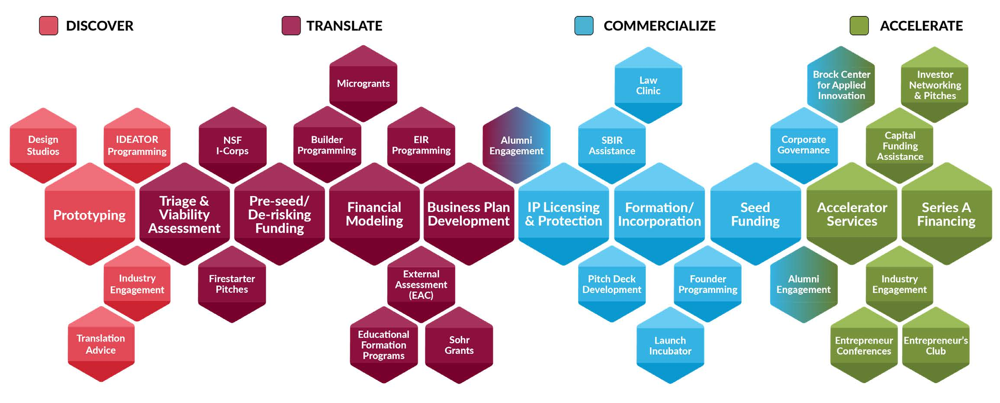 DISCOVER
TRANSLATE
COMMERCIALIZE
ACCELERATE
Microgrants
Law
Clinic
Brock Center
for Applied
Innovation
Investor
Networking
& Pitches
Design
Studios
IDEATOR
Programming
NSF
I-Corps
Builder
Programming
EIR
Programming
Alumni
Engagement
SBIR
Assistance
Corporate
Governance
Capital
Funding
Assistance
Prototyping
Triage &
Viability
Assessment
Pre-seed/
De-risking
Funding
Financial
Modeling
Business Plan
Development
IP Licensing
& Protection
Formation/
Incorporation
Seed
Funding
Accelerator
Services
Series A
Financing
Industry
Engagement
Firestarter
Pitches
External
Assessment
(EAC)
Pitch Deck
Development
Founder
Programming
Alumni
Engagement
Industry
Engagement
Translation
Advice
Educational
Formation
Programs
Sohr
Grants
Launch
Incubator
Entrepreneur
Conferences
Entrepreneur's
Club